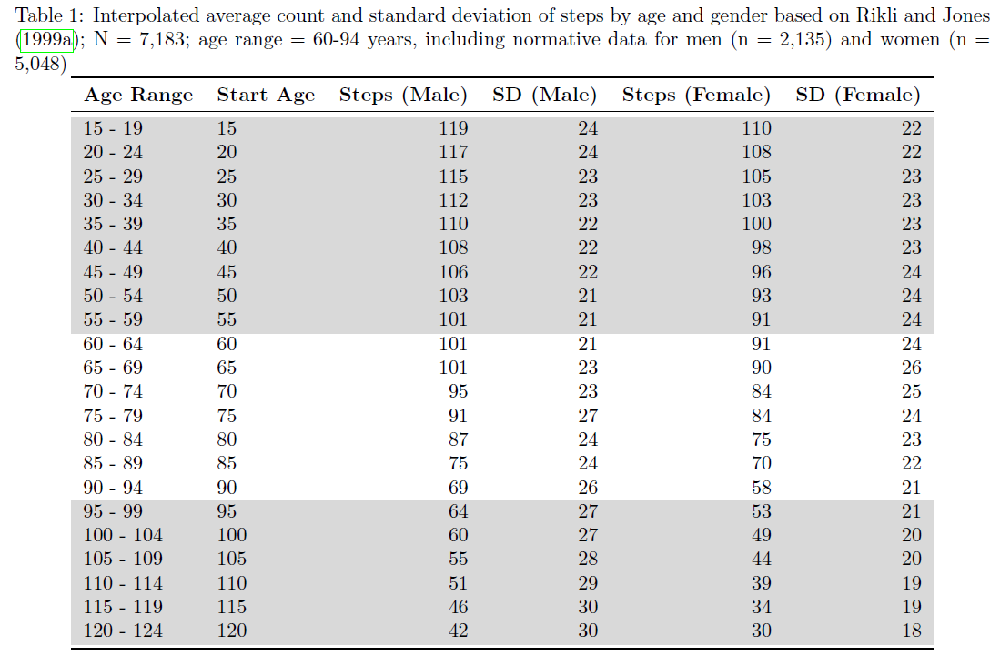 Table 1: Interpolated average count and standard deviation of steps by age and gender based on Rikli and Jones
(1999a); N = 7,183; age range = 60-94 years, including normative data for men (n = 2,135) and women (n =
5,048)
Age Range Start Age Steps (Male) SD (Male) Steps (Female) SD (Female)
15 - 19 15 119 24 110 22
20 - 24 20 117 24 108 22
25 - 29 25 115 23 105 23
30 - 34 30 112 23 103 23
35 - 39 35 110 22 100 23
40 - 44 40 108 22 98 23
45 - 49 45 106 22 96 24
50 - 54 50 103 21 93 24
55 - 59 55 101 21 91 24
60 - 64 60 101 21 91 24
65 - 69 65 101 23 90 26
70 - 74 70 95 23 84 25
75 - 79 75 91 27 84 24
80 - 84 80 87 24 75 23
85 - 89 85 75 24 70 22
90 - 94 90 69 26 58 21
95 - 99 95 64 27 53 21
100 - 104 100 60 27 49 20
105 - 109 105 55 28 44 20
110 - 114 110 51 29 39 19
115 - 119 115 46 30 34 19
120 - 124 120 42 30 30 18